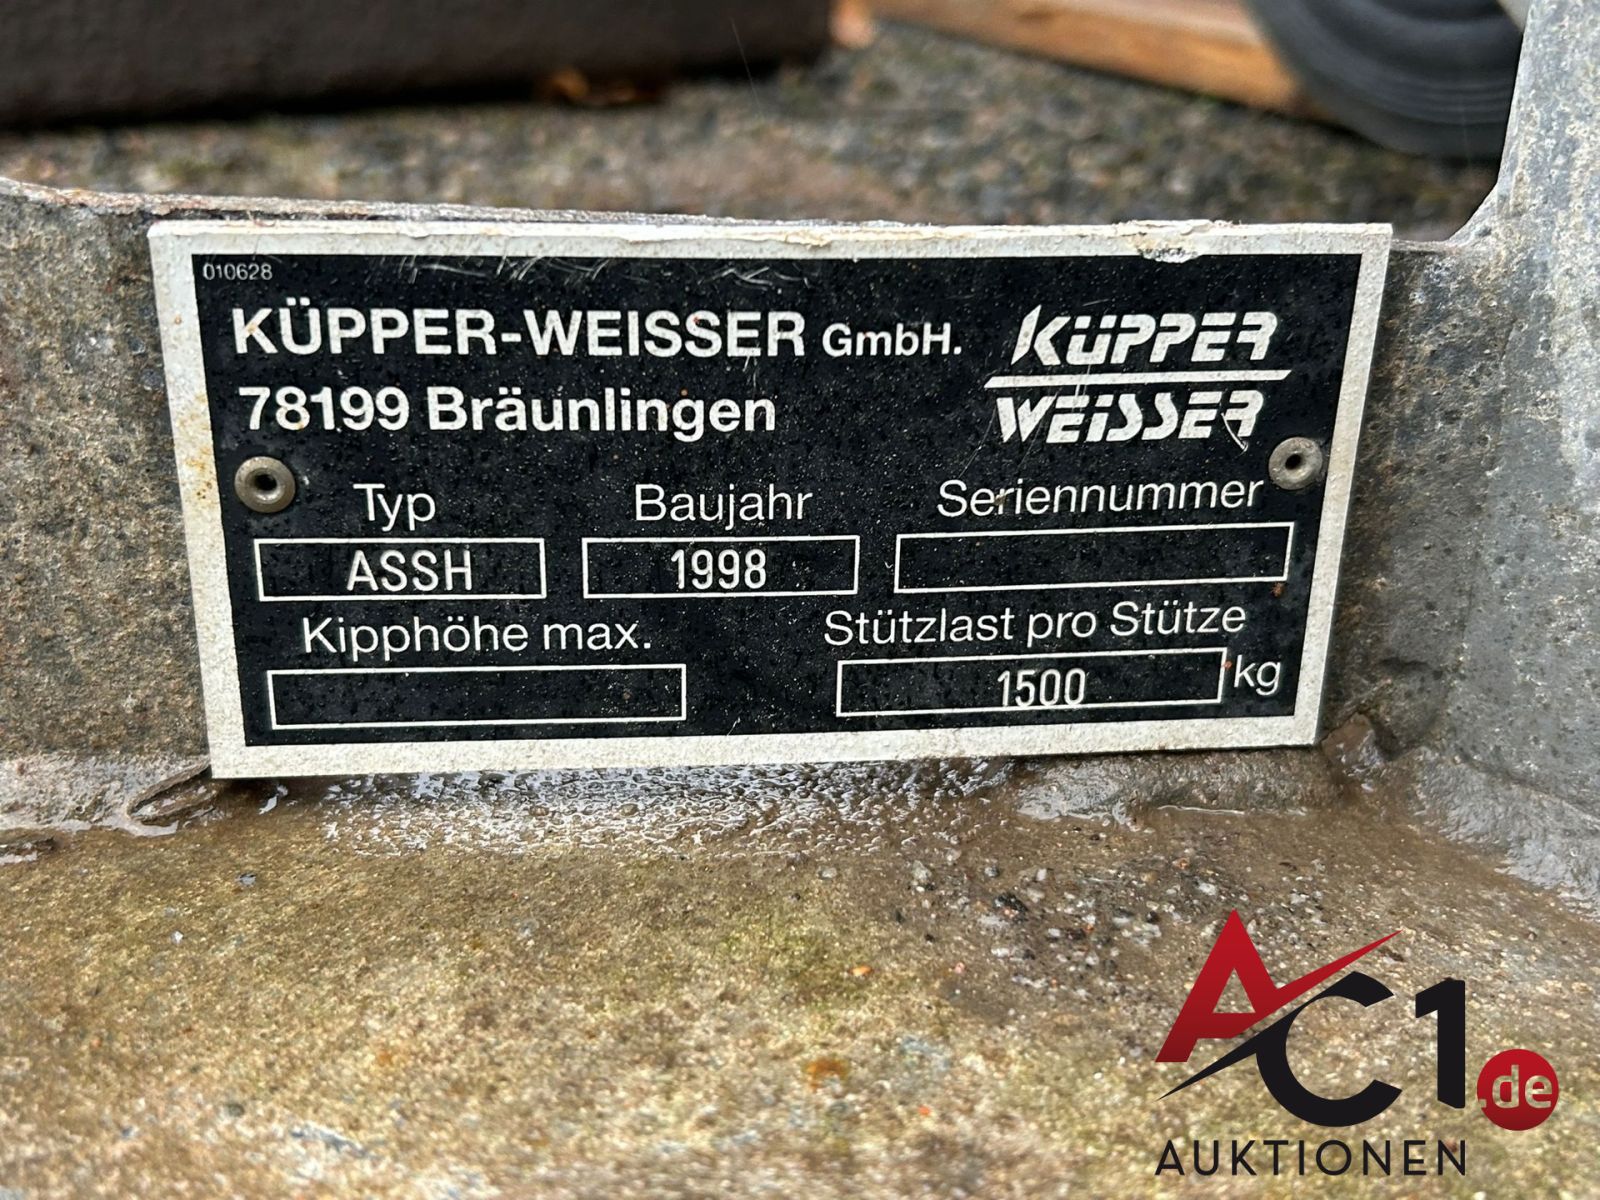 010628
KÜPPER-WEISSER GmbH.
78199 Bräunlingen
KÜPPER
WEISSER
Typ Baujahr Seriennummer
ASSH 1998
Kipphöhe max. Stützlast pro Stütze
1500 kg
AC1.de
AUKTIONEN